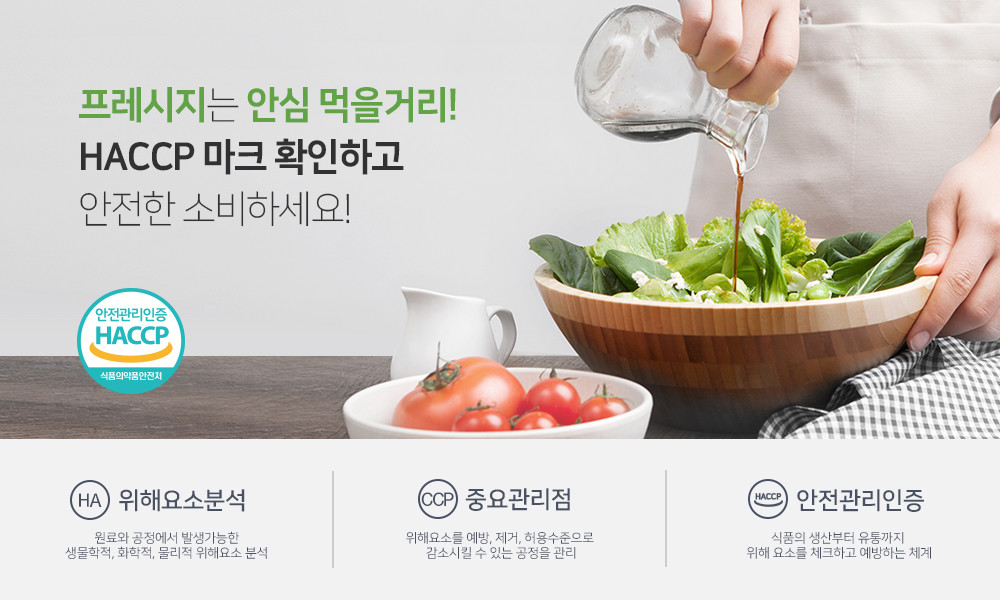 프레시지는 안심 먹을거리!
HACCP 마크 확인하고
안전한 소비하세요!
안전관리인증
HACCP
식품의약품안전처
HA 위해요소분석
원료와 공정에서 발생가능한
생물학적, 화학적, 물리적 위해요소 분석
CCP 중요관리점
위해요소를 예방, 제거, 허용수준으로
감소시킬 수 있는 공정을 관리
HACCP 안전관리인증
식품의 생산부터 유통까지
위해 요소를 체크하고 예방하는 체계